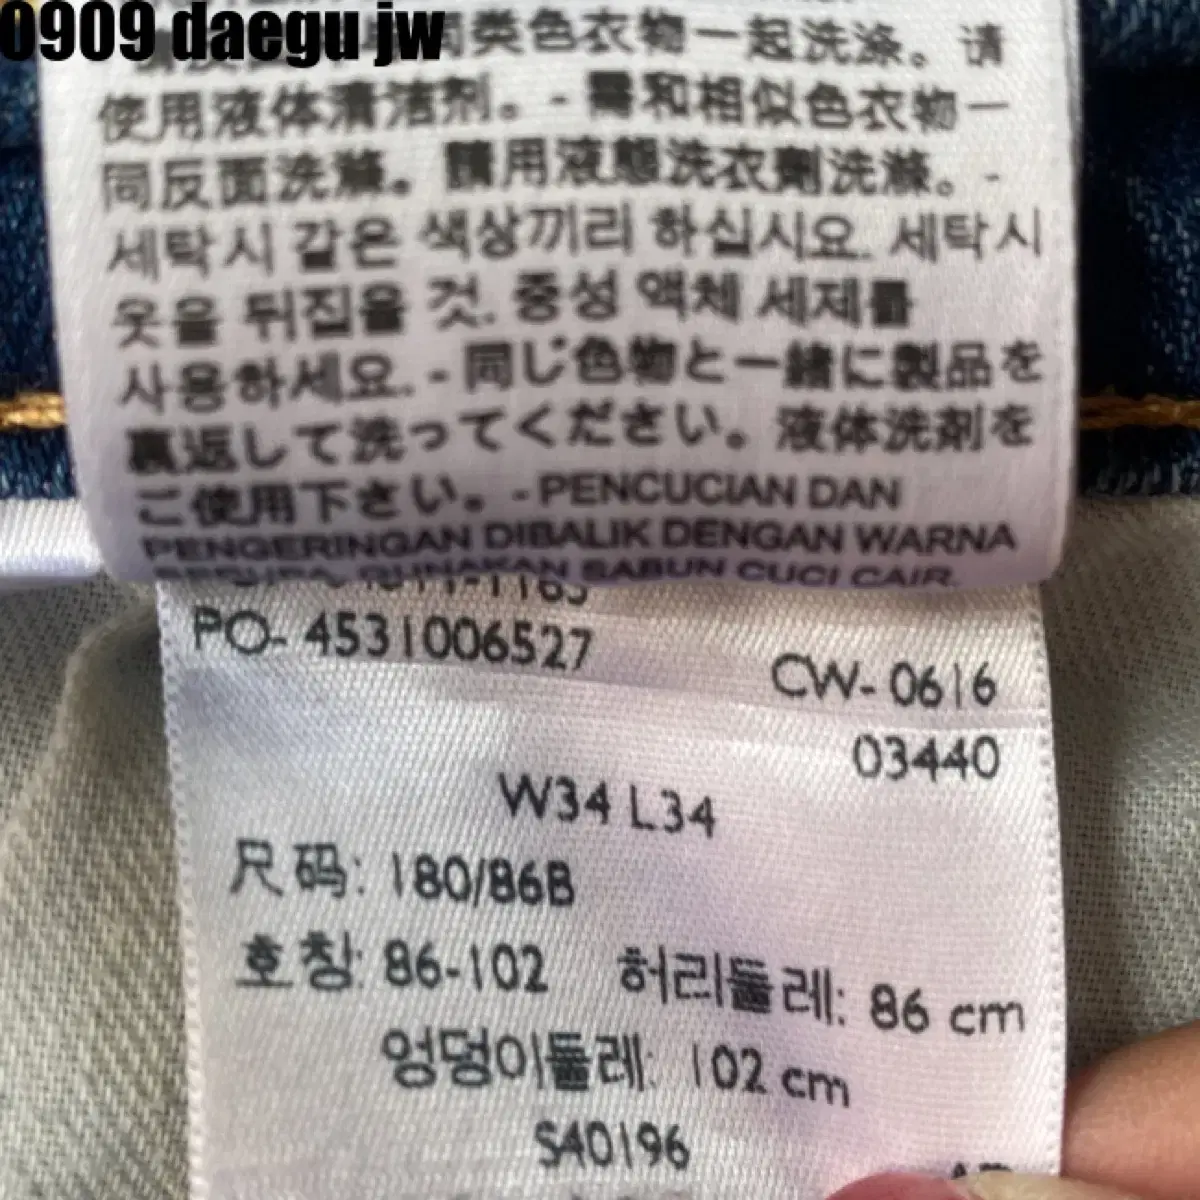 0909 daegu jw
同类色衣物一起洗涤。请
使用液体清洁剂。- 需和相似色衣物一
同反面洗滌。請用液態洗衣劑洗滌。-
세탁시 같은 색상끼리 하십시요. 세탁시
옷을 뒤집을 것. 중성 액체 세제를
사용하세요. - 同じ色物と一緒に製品を
裏返して洗ってください。液体洗剤を
ご使用下さい。- PENCUCIAN DAN
PENGERINGAN DIBALIK DENGAN WARNA
SERUPA. GUNAKAN SABUN CUCI CAIR.
PO- 4531006527
CW- 0616
03440
W34 L34
尺码: 180/86B
호칭: 86-102 허리둘레: 86 cm
엉덩이둘레: 102 cm
S40196